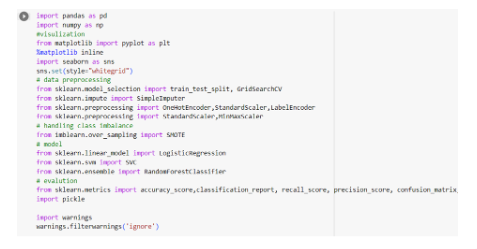 import pandas as pd
import numpy as np
#visulization
from matplotlib import pyplot as plt
%matplotlib inline
import seaborn as sns
sns.set(style="whitegrid")
# data preprocessing
from sklearn.model_selection import train_test_split, GridSearchCV
from sklearn.impute import SimpleImputer
from sklearn.preprocessing import OneHotEncoder,StandardScaler,LabelEncoder
from sklearn.preprocessing import StandardScaler,MinMaxScaler
# handling class imbalance
from imblearn.over_sampling import SMOTE
# model
from sklearn.linear_model import LogisticRegression
from sklearn.svm import SVC
from sklearn.ensemble import RandomForestClassifier
# evalution
from sklearn.metrics import accuracy_score,classification_report, recall_score, precision_score, confusion_matrix,
import pickle
import warnings
warnings.filterwarnings('ignore')